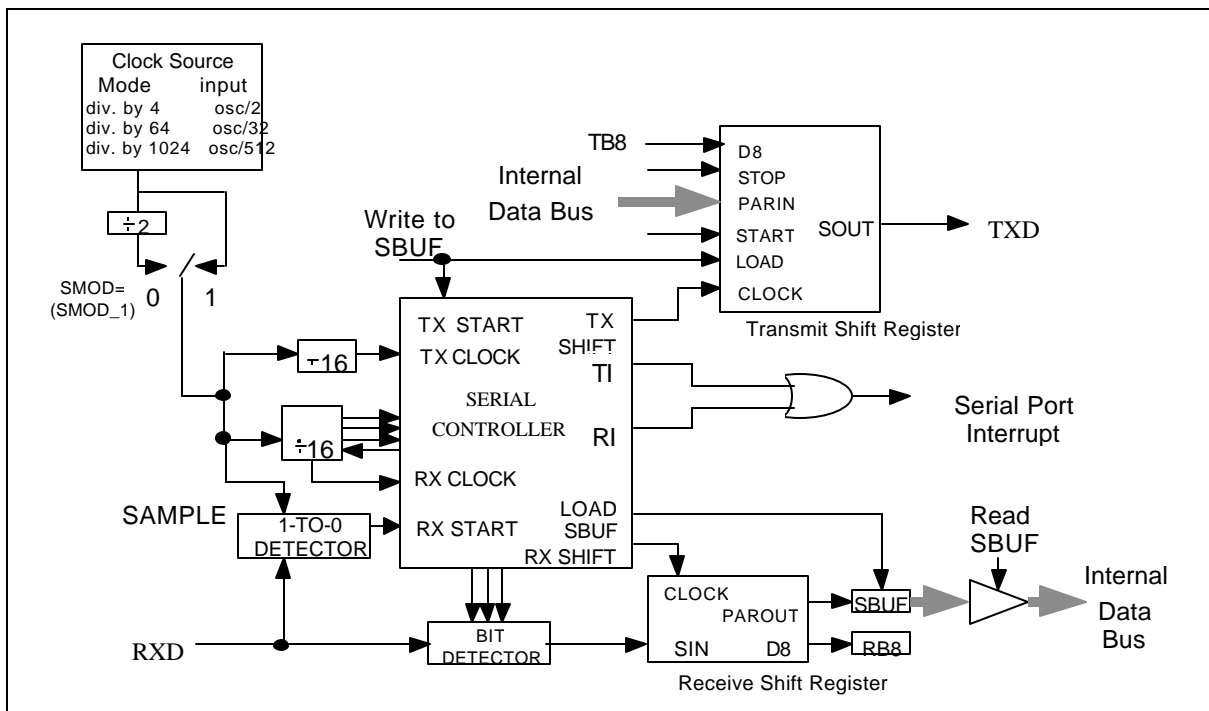 Clock Source
Mode input
div. by 4 osc/2
div. by 64 osc/32
div. by 1024 osc/512
÷2
SMOD=
(SMOD_1)
0
1
TB8
Internal
Data Bus
Write to
SBUF
D8
STOP
PARIN
START
LOAD
CLOCK
SOUT
TXD
Transmit Shift Register
÷16
÷16
TX START
TX CLOCK
SERIAL
CONTROLLER
RX CLOCK
RX START
TX
SHIFT
TI
RI
LOAD
SBUF
RX SHIFT
Serial Port
Interrupt
SAMPLE
1-TO-0
DETECTOR
RXD
BIT
DETECTOR
CLOCK
PAROUT
SIN D8
Receive Shift Register
SBUF
RB8
Read
SBUF
Internal
Data
Bus